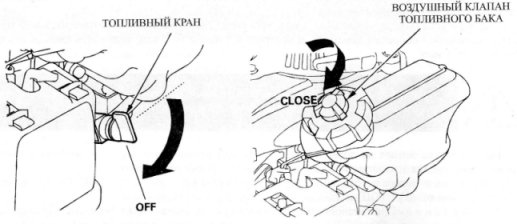 ТОПЛИВНЫЙ КРАН
OFF
ВОЗДУШНЫЙ КЛАПАН
ТОПЛИВНОГО БАКА
CLOSE